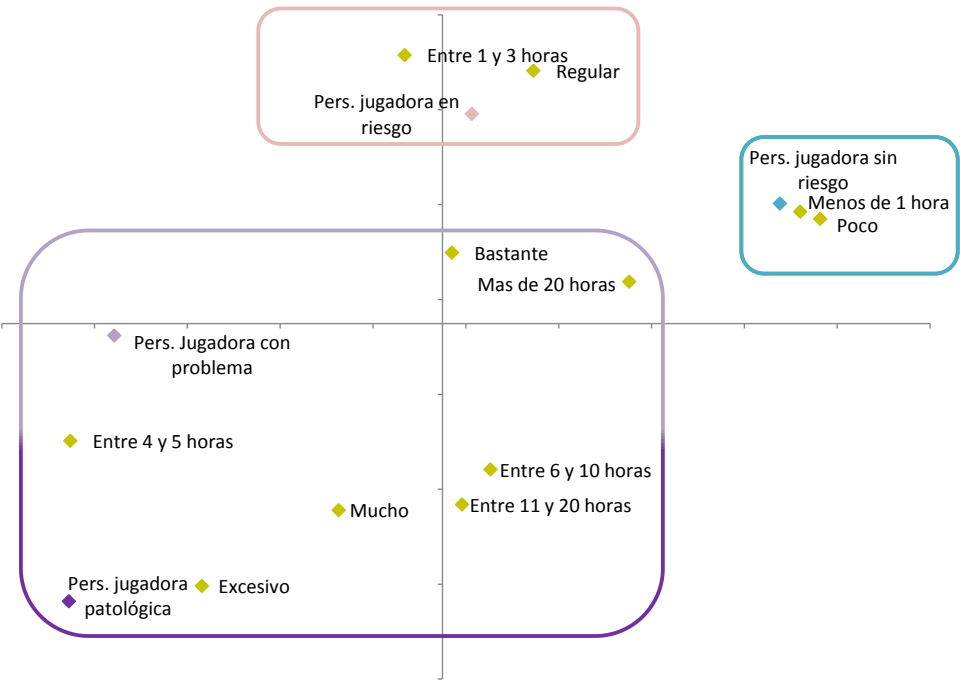 Entre 1 y 3 horas
Regular
Pers. jugadora en
riesgo
Pers. jugadora sin
riesgo
Menos de 1 hora
Poco
Bastante
Mas de 20 horas
Pers. Jugadora con
problema
Entre 4 y 5 horas
Entre 6 y 10 horas
Entre 11 y 20 horas
Mucho
Pers. jugadora
patológica
Excesivo